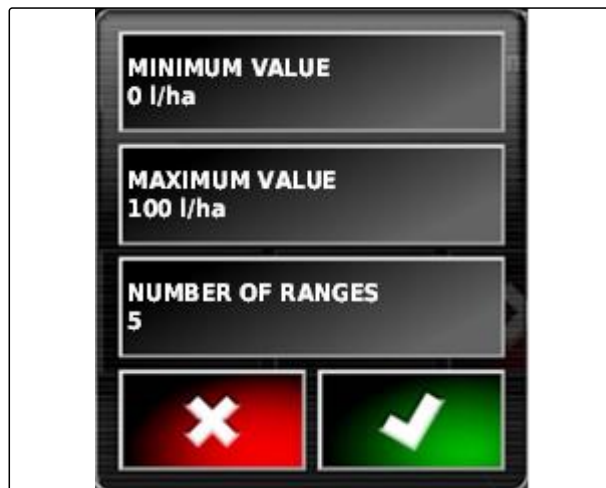 MINIMUM VALUE
0 l/ha
MAXIMUM VALUE
100 l/ha
NUMBER OF RANGES
5